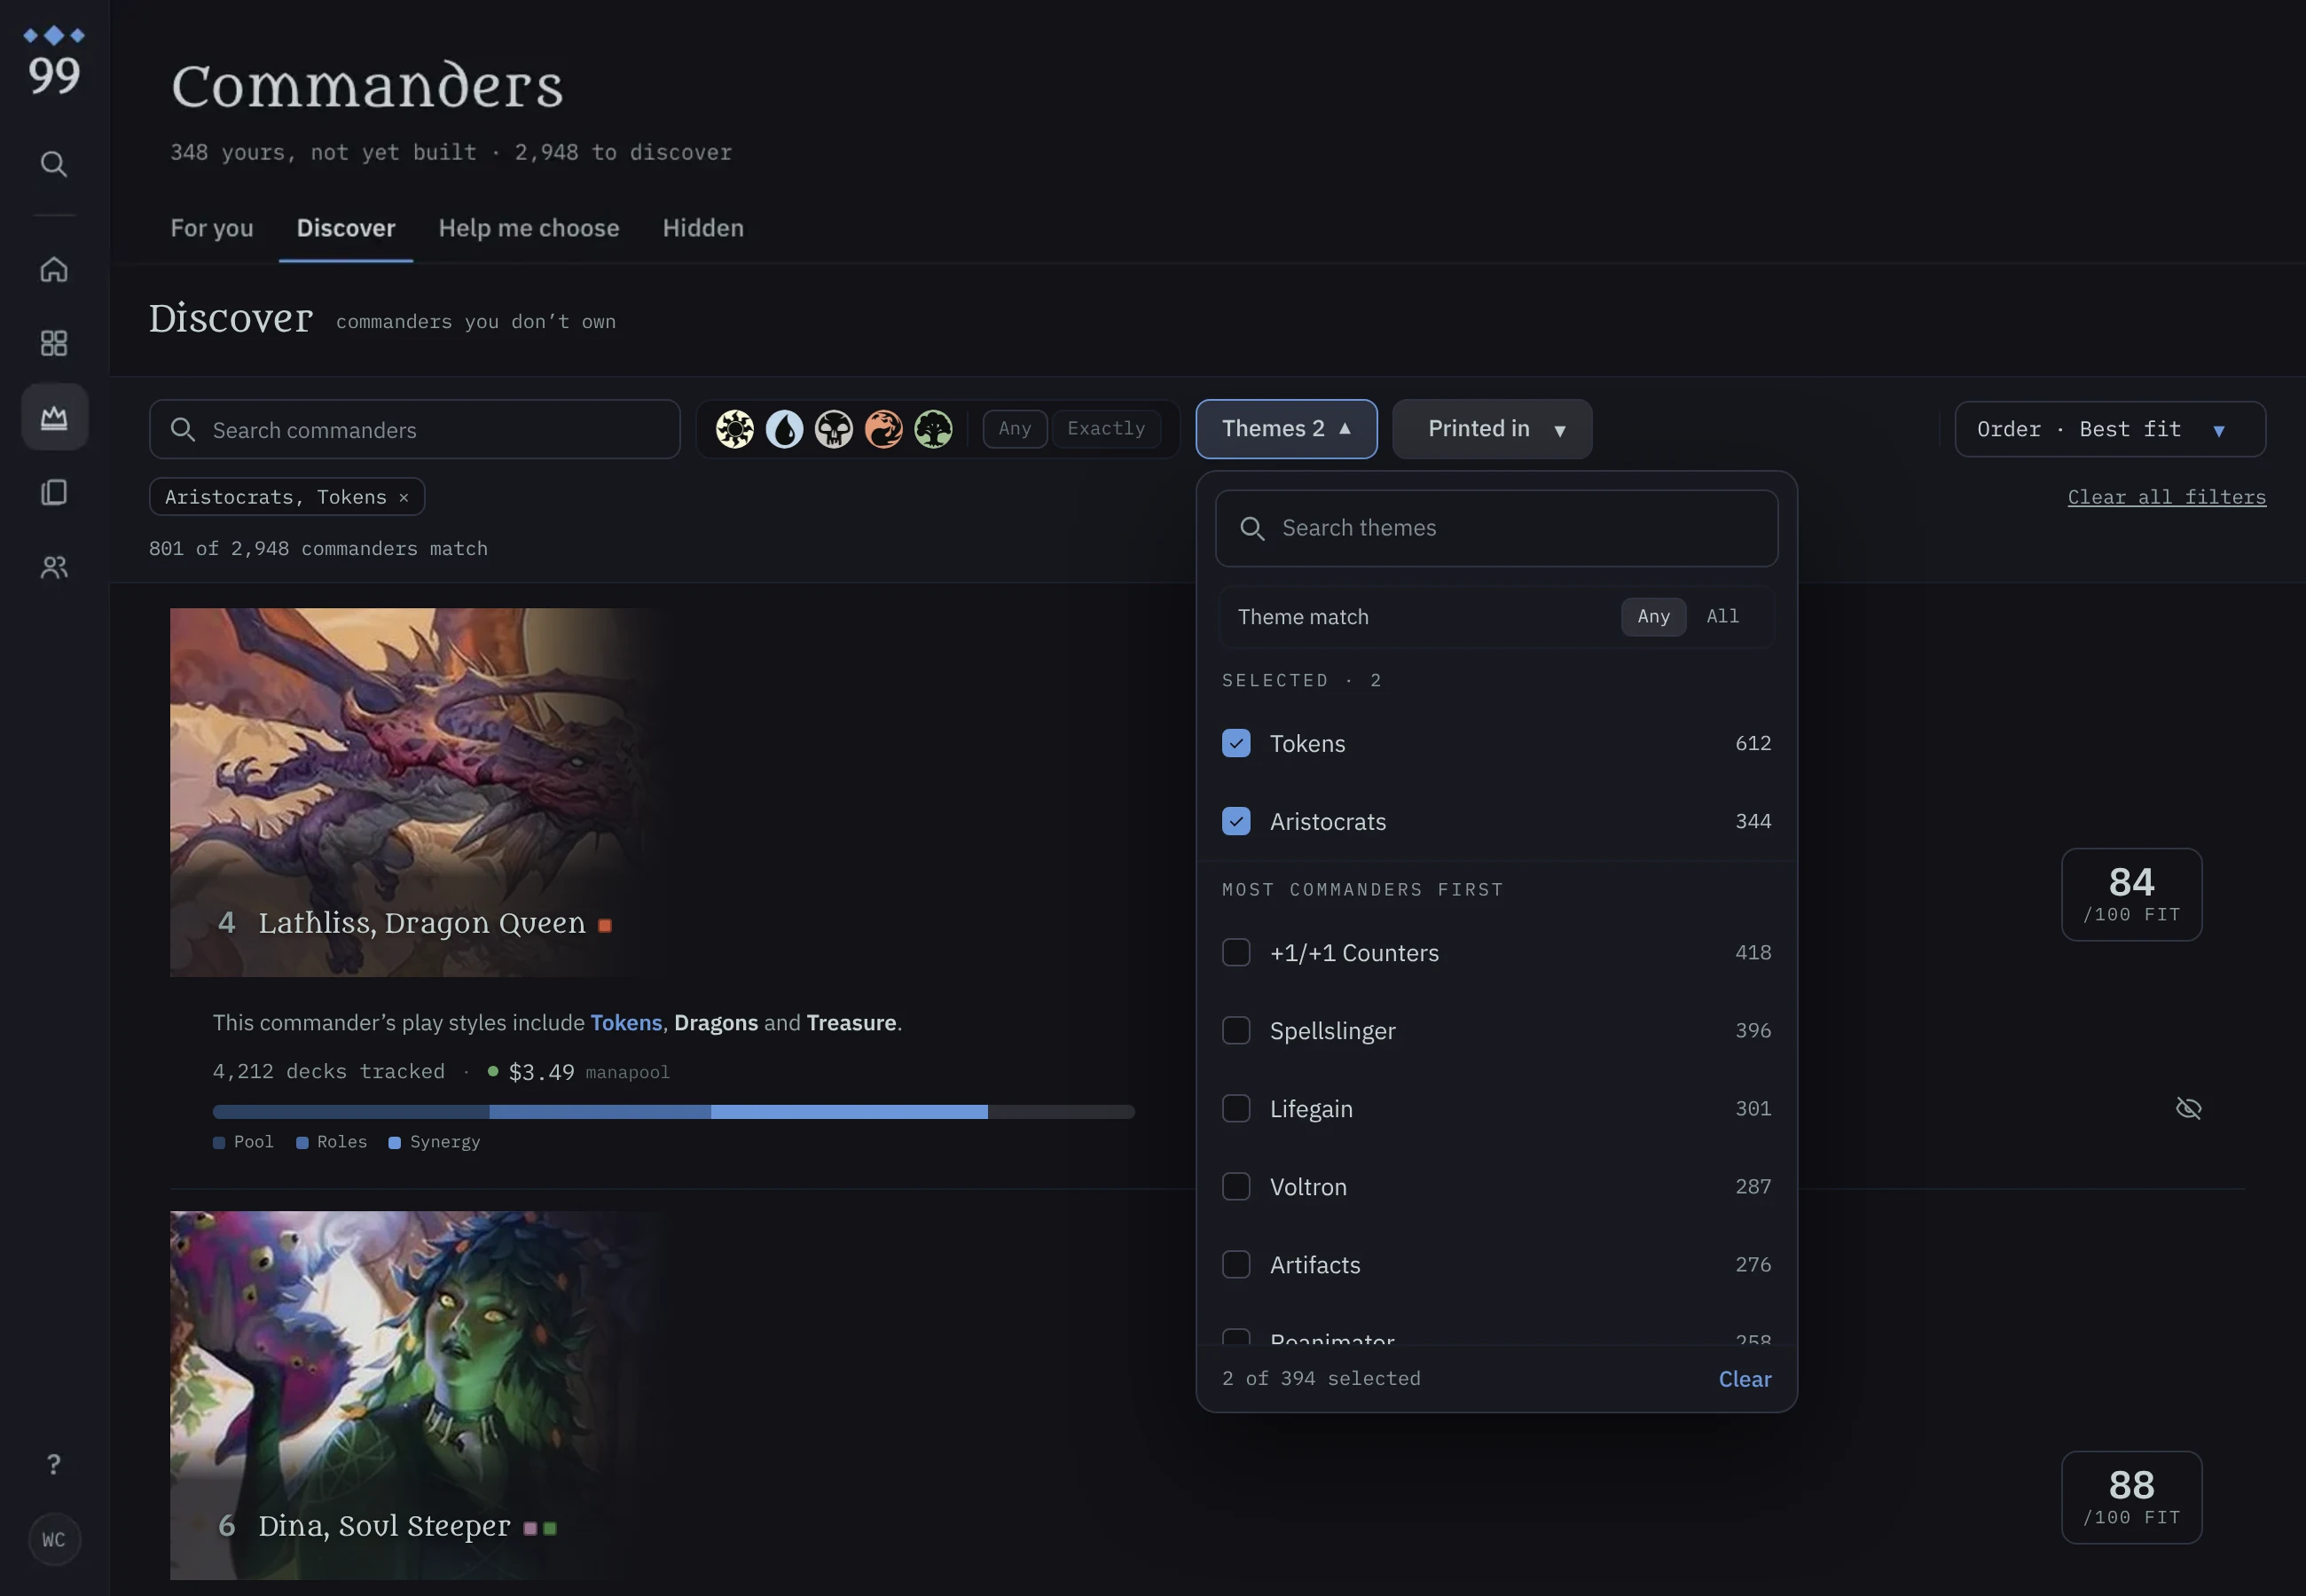 99
Commanders
348 yours, not yet built · 2,948 to discover
For you Discover Help me choose Hidden
Discover commanders you don’t own
Search commanders Any Exactly Themes 2 ▲ Printed in ▼ Order · Best fit ▼
Aristocrats, Tokens × Clear all filters
801 of 2,948 commanders match
Search themes
Theme match Any All
SELECTED · 2
Tokens 612
Aristocrats 344
MOST COMMANDERS FIRST
+1/+1 Counters 418
Spellslinger 396
Lifegain 301
Voltron 287
Artifacts 276
Reanimator 258
2 of 394 selected Clear
4 Lathliss, Dragon Queen
84
/100 FIT
This commander’s play styles include Tokens, Dragons and Treasure.
4,212 decks tracked · $3.49 manapool
Pool Roles Synergy
6 Dina, Soul Steeper
88
/100 FIT
?
WC